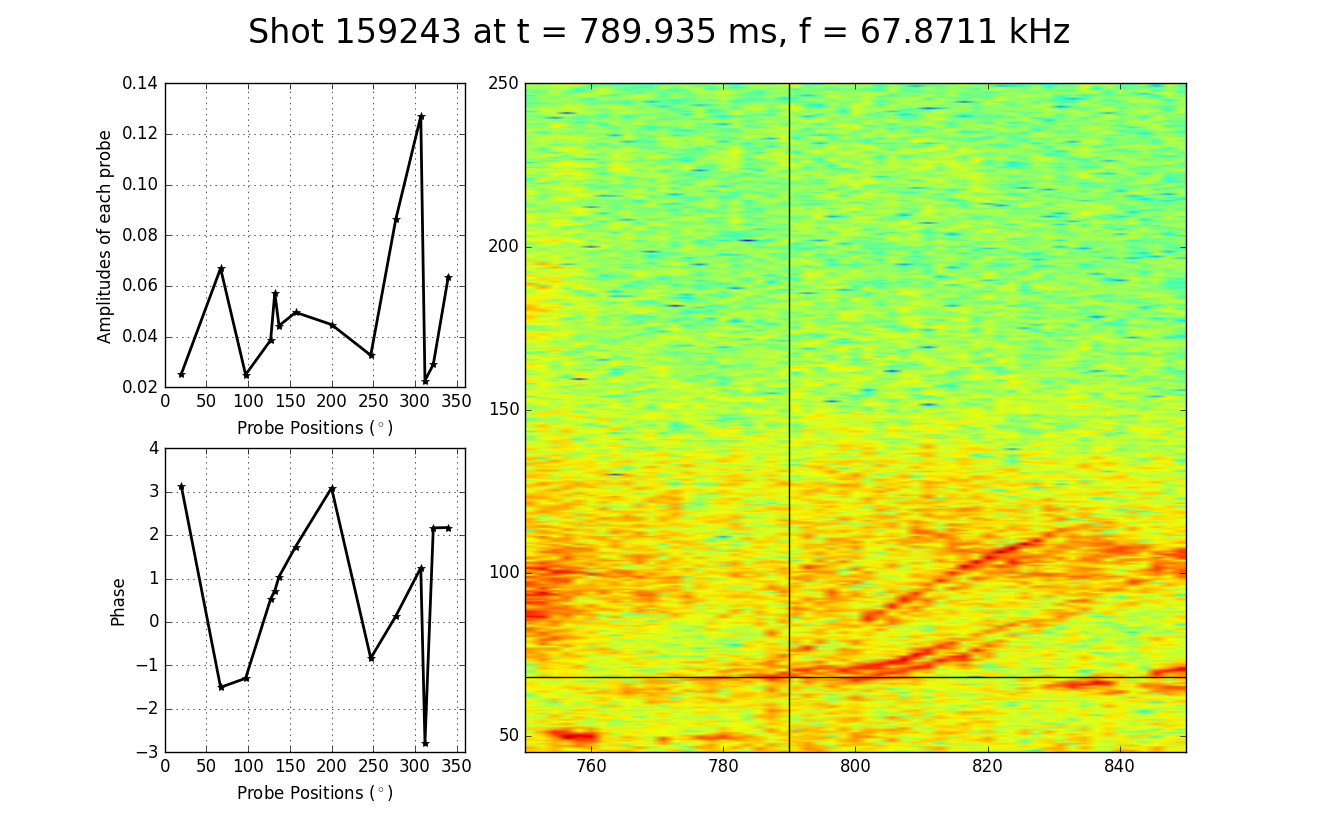 Shot 159243 at t = 789.935 ms, f = 67.8711 kHz
0.14
0.12
0.10
0.08
0.06
0.04
0.02
Amplitudes of each probe
0 50 100 150 200 250 300 350
Probe Positions (°)
4
3
2
1
0
−1
−2
−3
Phase
0 50 100 150 200 250 300 350
Probe Positions (°)
250
200
150
100
50
760 780 800 820 840